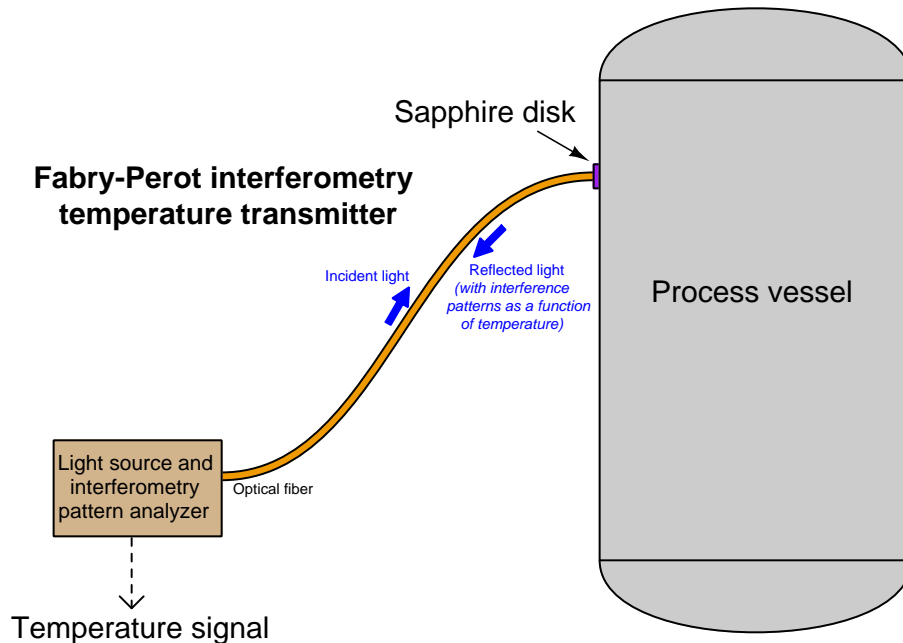 Sapphire disk
Fabry-Perot interferometry
temperature transmitter
Incident light
Reflected light
(with interference
patterns as a function
of temperature)
Process vessel
Light source and
interferometry
pattern analyzer
Optical fiber
Temperature signal